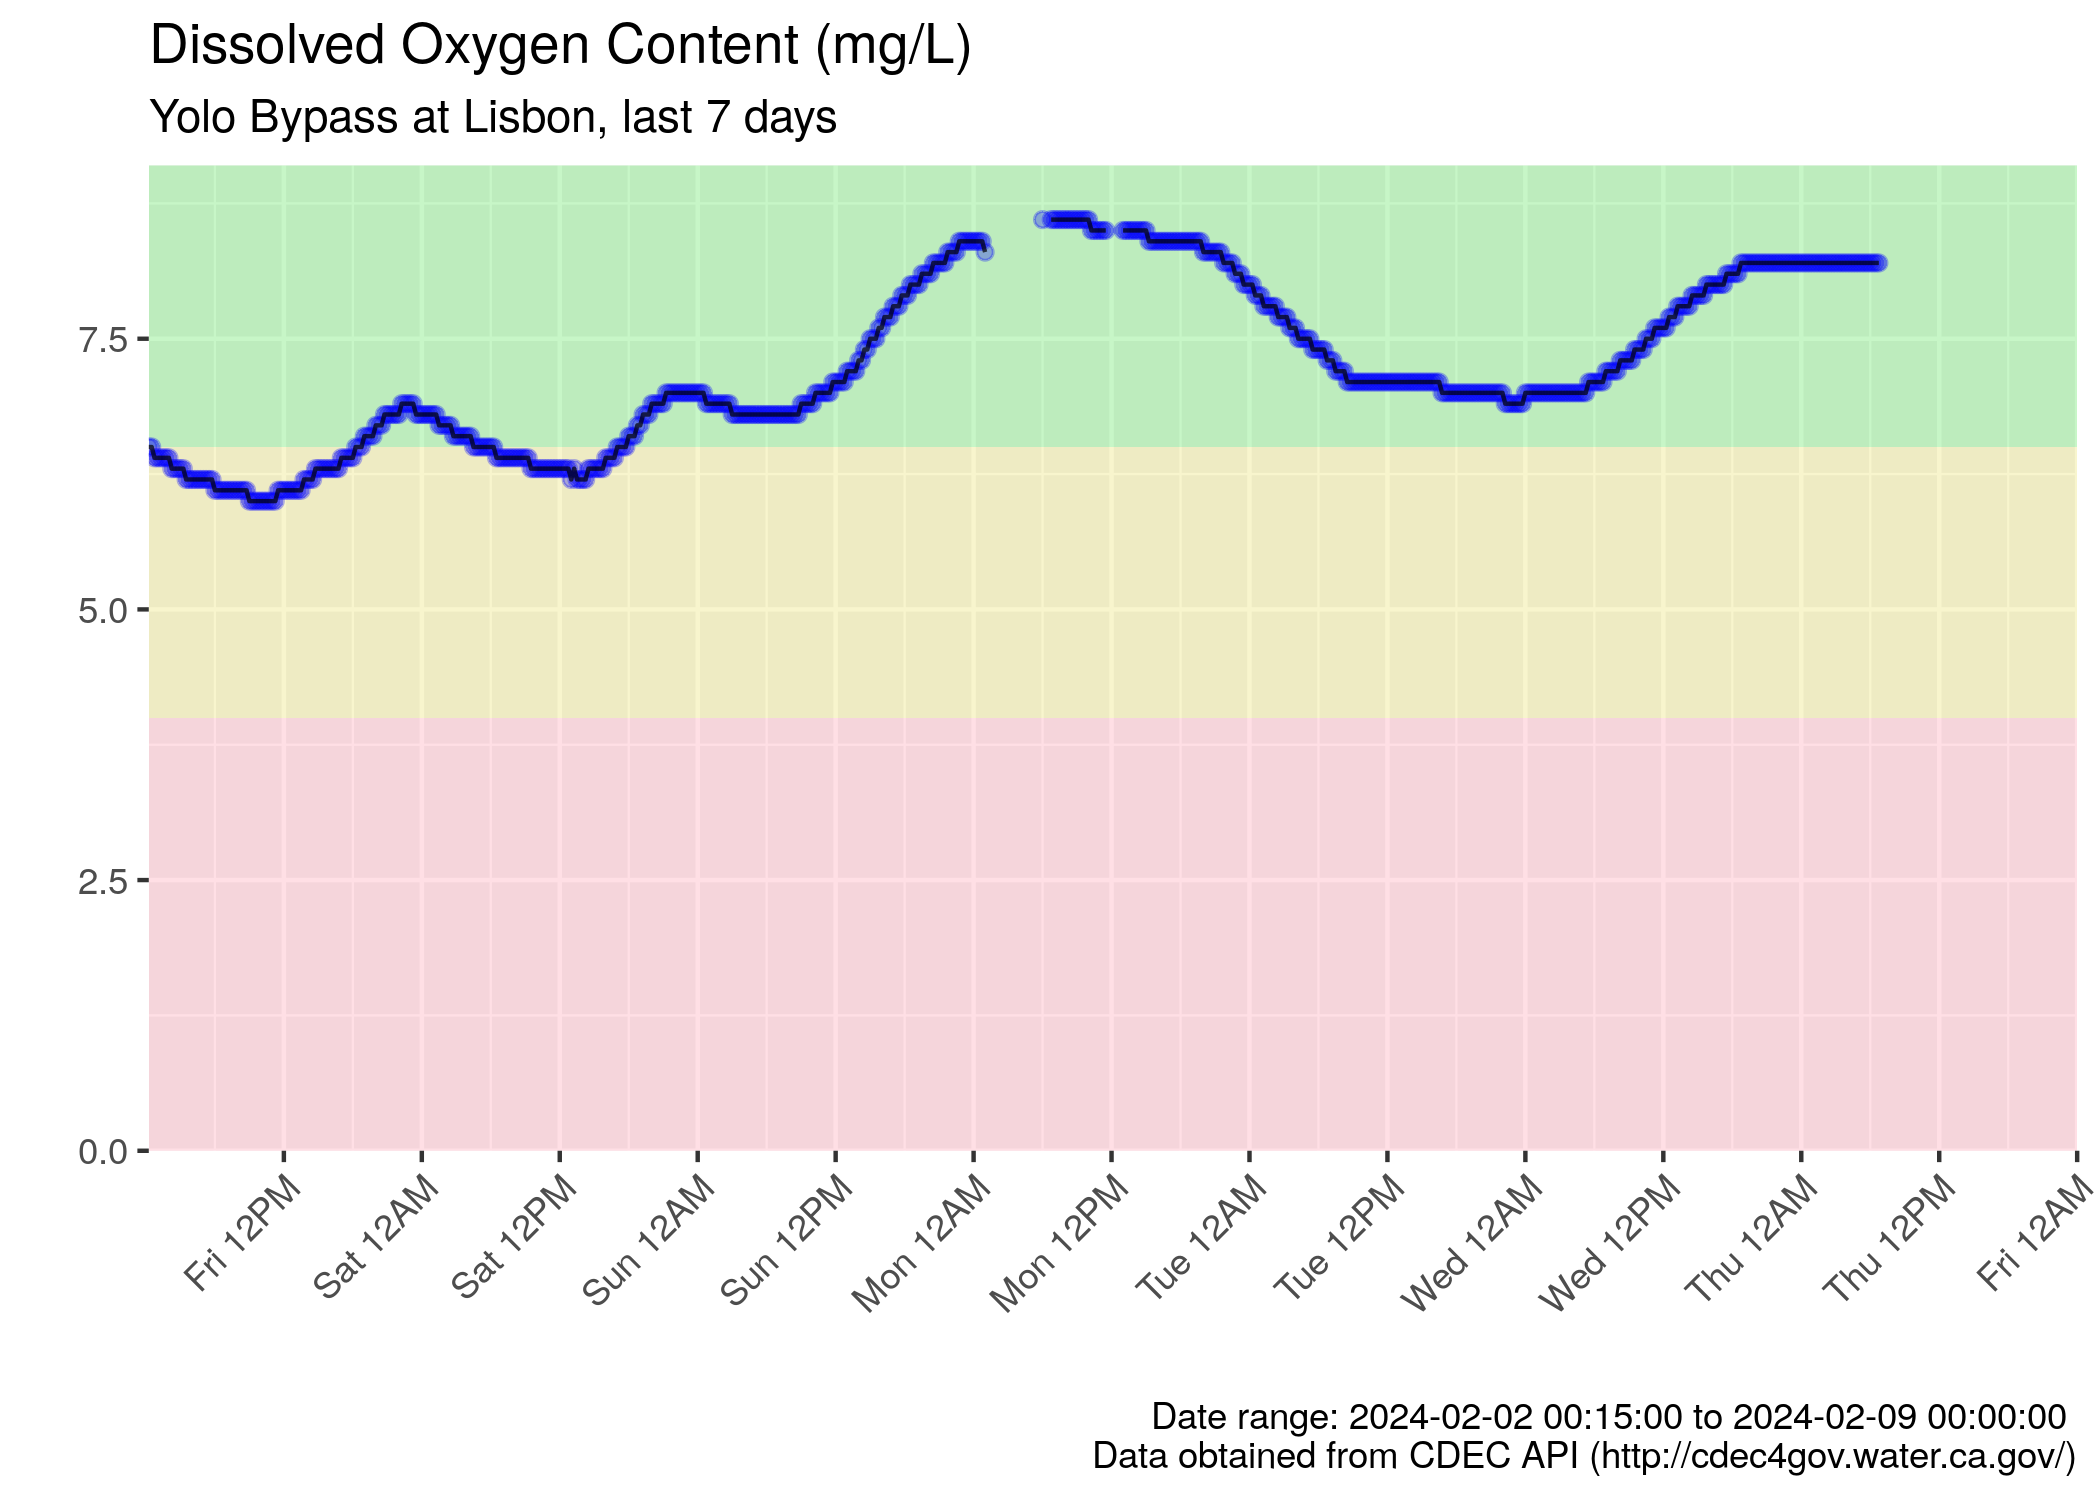 Dissolved Oxygen Content (mg/L)
Yolo Bypass at Lisbon, last 7 days
7.5
5.0
2.5
0.0
Fri 12PM
Sat 12AM
Sat 12PM
Sun 12AM
Sun 12PM
Mon 12AM
Mon 12PM
Tue 12AM
Tue 12PM
Wed 12AM
Wed 12PM
Thu 12AM
Thu 12PM
Fri 12AM
Date range: 2024-02-02 00:15:00 to 2024-02-09 00:00:00
Data obtained from CDEC API (http://cdec4gov.water.ca.gov/)